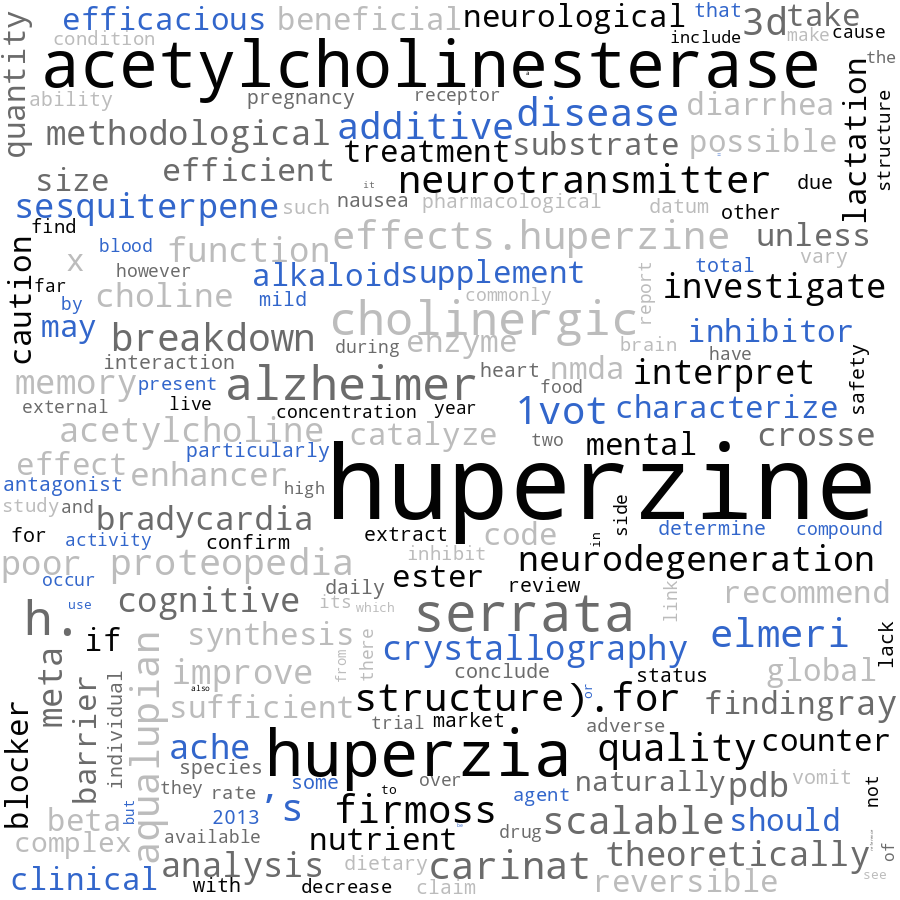 efficacious beneficial neurological that 3d take
condition include make cause
acetylcholinesterase the
quantity ability pregnancy receptor
methodological additive disease diarrhea lactation structure
treatment substrate possible
size efficient neurotransmitter due
it
sesquiterpene such nausea pharmacological datum other
find blood function effects.huperzine unless
x however alkaloid supplement total vary
caution far by choline mild commonly report investigate
may breakdown cholinergic inhibitor
during enzyme brain have
interaction heart nmda interpret safety
memory present alzheimer food
external live concentration year 1vot characterize
acetylcholine catalyze two mental crosse
particularly
effect enhancer huperzine
antagonist high
study and bradycardia side
for activity confirm extract code in determine compound
poor proteopedia inhibit neurodegeneration
occur daily ester review link recommend
use cognitive its which serrata
h. if synthesis from there crystallography elmeri lack
meta aqualupian improve conclude status global
barrier individual also structure).for or
blocker sufficient trial market adverse findingray
ache huperzia quality counter
species some over naturally pdb vomit not
they rate to agent
beta but 2013 's firmoss scalable should
complex available nutrient drug of
analysis dietary carinat theoretically
see
clinical with decrease claim reversible